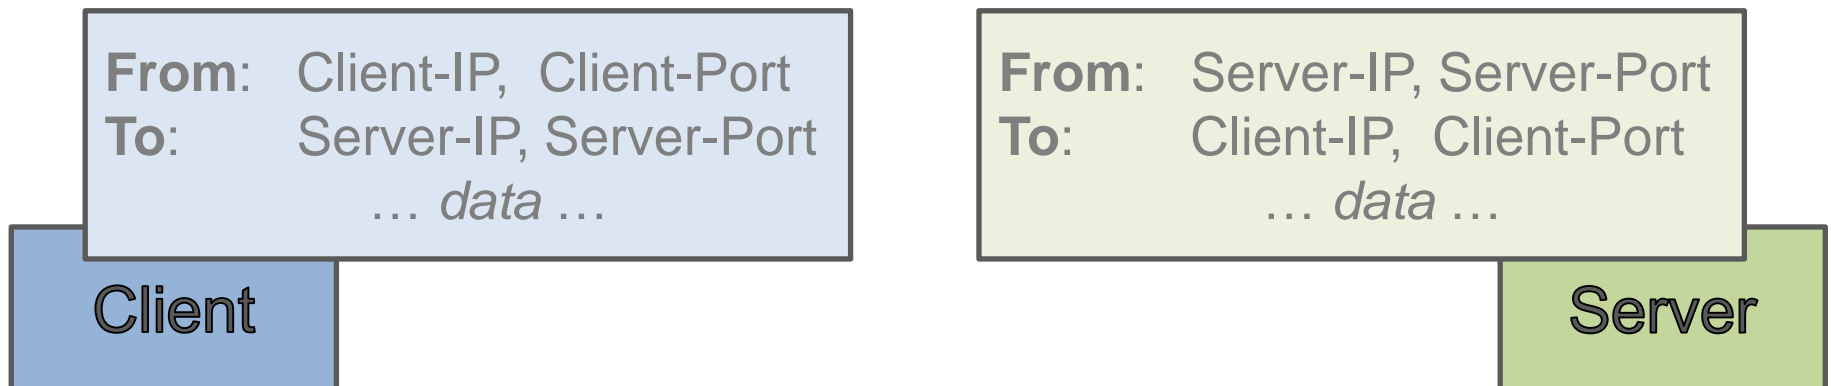 From: Client-IP, Client-Port
To: Server-IP, Server-Port
… data …
Client
From: Server-IP, Server-Port
To: Client-IP, Client-Port
… data …
Server